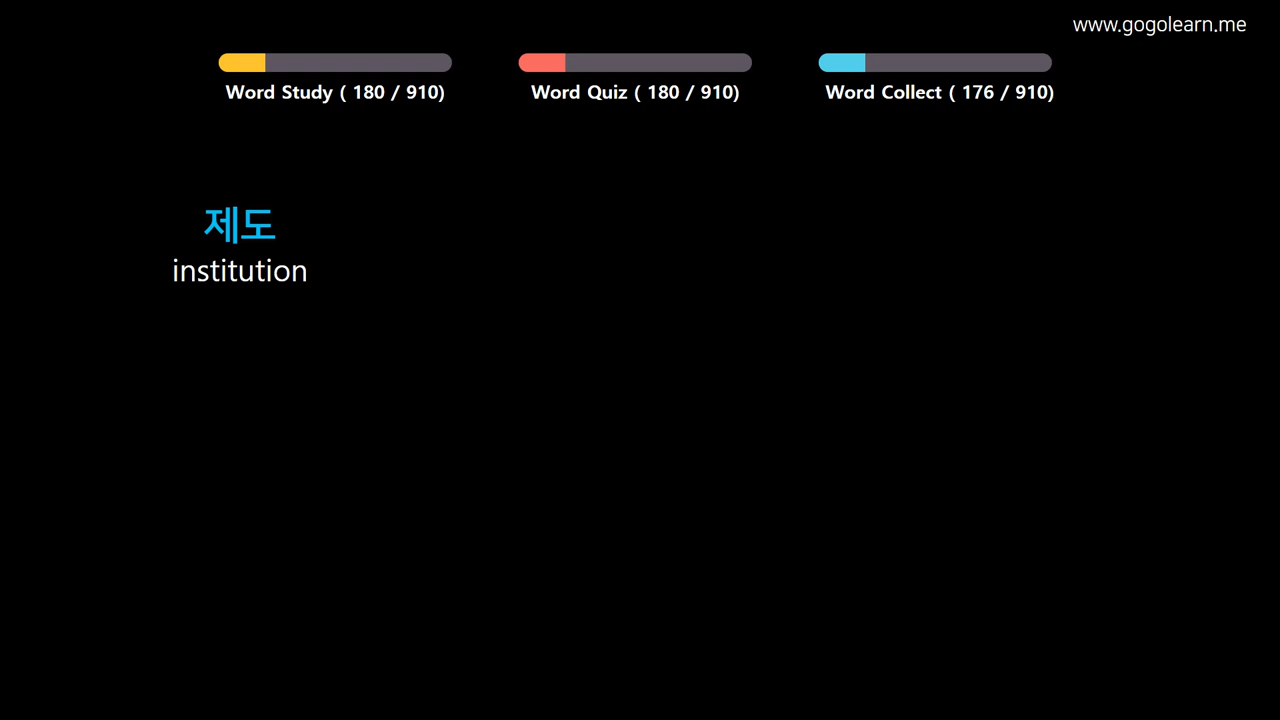 www.gogolearn.me
Word Study ( 180 / 910)
Word Quiz ( 180 / 910)
Word Collect ( 176 / 910)
제도
institution